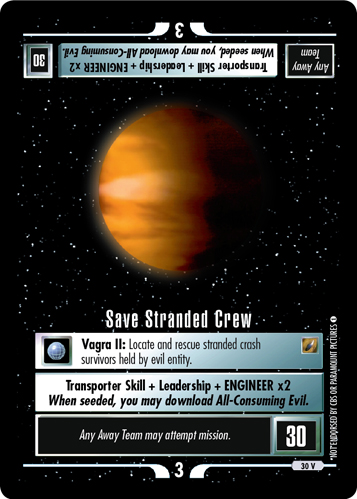 3
Any Away
Team
Transporter Skill + Leadership + ENGINEER x2
When seeded, you may download All-Consuming Evil.
30
Save Stranded Crew
Vagra II: Locate and rescue stranded crash
survivors held by evil entity.
Transporter Skill + Leadership + ENGINEER x2
When seeded, you may download All-Consuming Evil.
Any Away Team may attempt mission.
30
3
30 V
*NOT ENDORSED BY CBS OR PARAMOUNT PICTURES